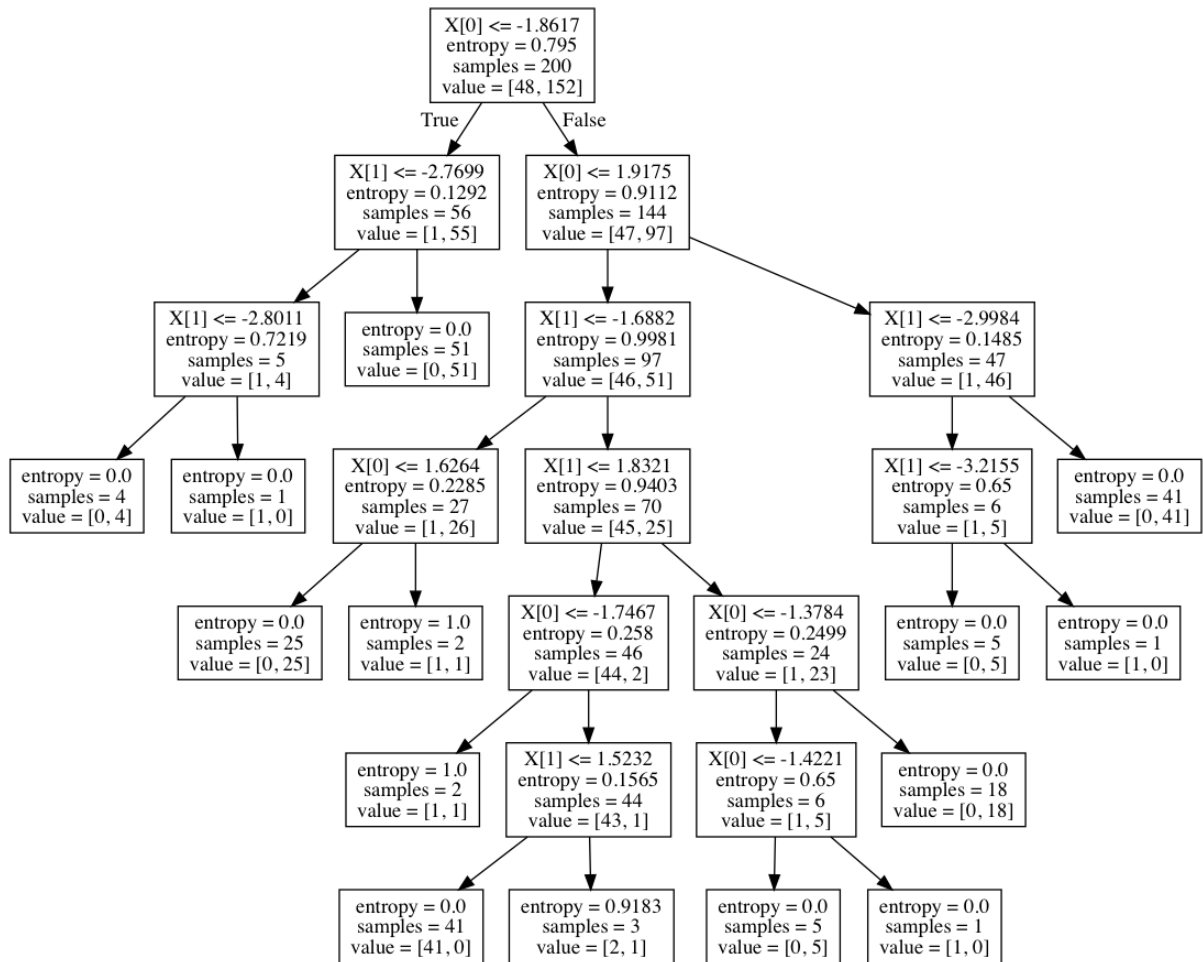 X[0] <= -1.8617
entropy = 0.795
samples = 200
value = [48, 152]
True
False
X[1] <= -2.7699
entropy = 0.1292
samples = 56
value = [1, 55]
X[0] <= 1.9175
entropy = 0.9112
samples = 144
value = [47, 97]
X[1] <= -2.8011
entropy = 0.7219
samples = 5
value = [1, 4]
entropy = 0.0
samples = 51
value = [0, 51]
X[1] <= -1.6882
entropy = 0.9981
samples = 97
value = [46, 51]
X[1] <= -2.9984
entropy = 0.1485
samples = 47
value = [1, 46]
entropy = 0.0
samples = 4
value = [0, 4]
entropy = 0.0
samples = 1
value = [1, 0]
X[0] <= 1.6264
entropy = 0.2285
samples = 27
value = [1, 26]
X[1] <= 1.8321
entropy = 0.9403
samples = 70
value = [45, 25]
X[1] <= -3.2155
entropy = 0.65
samples = 6
value = [1, 5]
entropy = 0.0
samples = 41
value = [0, 41]
entropy = 0.0
samples = 25
value = [0, 25]
entropy = 1.0
samples = 2
value = [1, 1]
X[0] <= -1.7467
entropy = 0.258
samples = 46
value = [44, 2]
X[0] <= -1.3784
entropy = 0.2499
samples = 24
value = [1, 23]
entropy = 0.0
samples = 5
value = [0, 5]
entropy = 0.0
samples = 1
value = [1, 0]
entropy = 1.0
samples = 2
value = [1, 1]
X[1] <= 1.5232
entropy = 0.1565
samples = 44
value = [43, 1]
X[0] <= -1.4221
entropy = 0.65
samples = 6
value = [1, 5]
entropy = 0.0
samples = 18
value = [0, 18]
entropy = 0.0
samples = 41
value = [41, 0]
entropy = 0.9183
samples = 3
value = [2, 1]
entropy = 0.0
samples = 5
value = [0, 5]
entropy = 0.0
samples = 1
value = [1, 0]